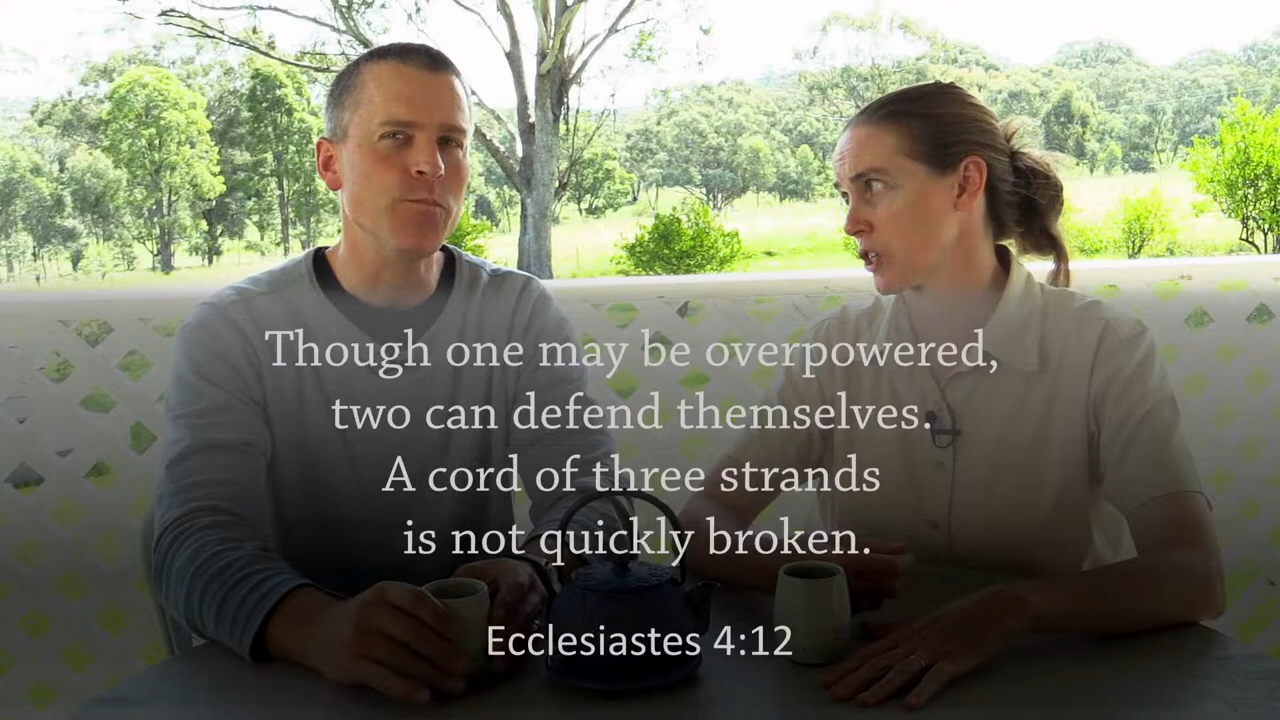 Though one may be overpowered,
two can defend themselves.
A cord of three strands
is not quickly broken.
Ecclesiastes 4:12